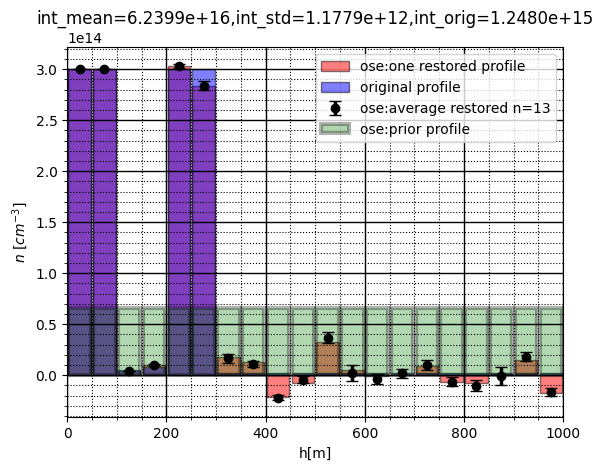 int_mean=6.2399e+16,int_std=1.1779e+12,int_orig=1.2480e+15
1e14
ose:one restored profile
original profile
ose:average restored n=13
ose:prior profile
3.0
2.5
2.0
1.5
1.0
0.5
0.0
n [cm⁻³]
0 200 400 600 800 1000
h[m]